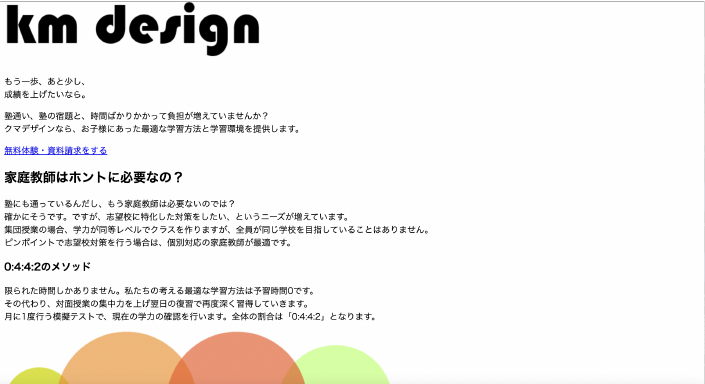 km design
もう一歩、あと少し、
成績を上げたいなら。
塾通い、塾の宿題と、時間ばかりかかって負担が増えていませんか？
クマデザインなら、お子様にあった最適な学習方法と学習環境を提供します。
無料体験・資料請求をする
家庭教師はホントに必要なの？
塾にも通っているんだし、もう家庭教師は必要ないのでは？
確かにそうです。ですが、志望校に特化した対策をしたい、というニーズが増えています。
集団授業の場合、学力が同等レベルでクラスを作りますが、全員が同じ学校を目指していることはありません。
ピンポイントで志望校対策を行う場合は、個別対応の家庭教師が最適です。
0:4:4:2のメソッド
限られた時間しかありません。私たちの考える最適な学習方法は予習時間0です。
その代わり、対面授業の集中力を上げ翌日の復習で再度深く習得していきます。
月に1度行う模擬テストで、現在の学力の確認を行います。全体の割合は「0:4:4:2」となります。